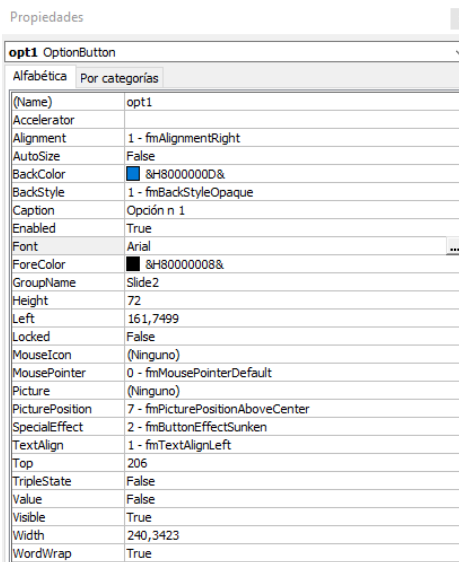 Propiedades
opt1 OptionButton
Alfabética Por categorías
(Name) opt1
Accelerator
Alignment 1 - fmAlignmentRight
AutoSize False
BackColor &H8000000D&
BackStyle 1 - fmBackStyleOpaque
Caption Opción n 1
Enabled True
Font Arial ...
ForeColor &H80000008&
GroupName Slide2
Height 72
Left 161,7499
Locked False
MouseIcon (Ninguno)
MousePointer 0 - fmMousePointerDefault
Picture (Ninguno)
PicturePosition 7 - fmPicturePositionAboveCenter
SpecialEffect 2 - fmButtonEffectSunken
TextAlign 1 - fmTextAlignLeft
Top 206
TripleState False
Value False
Visible True
Width 240,3423
WordWrap True